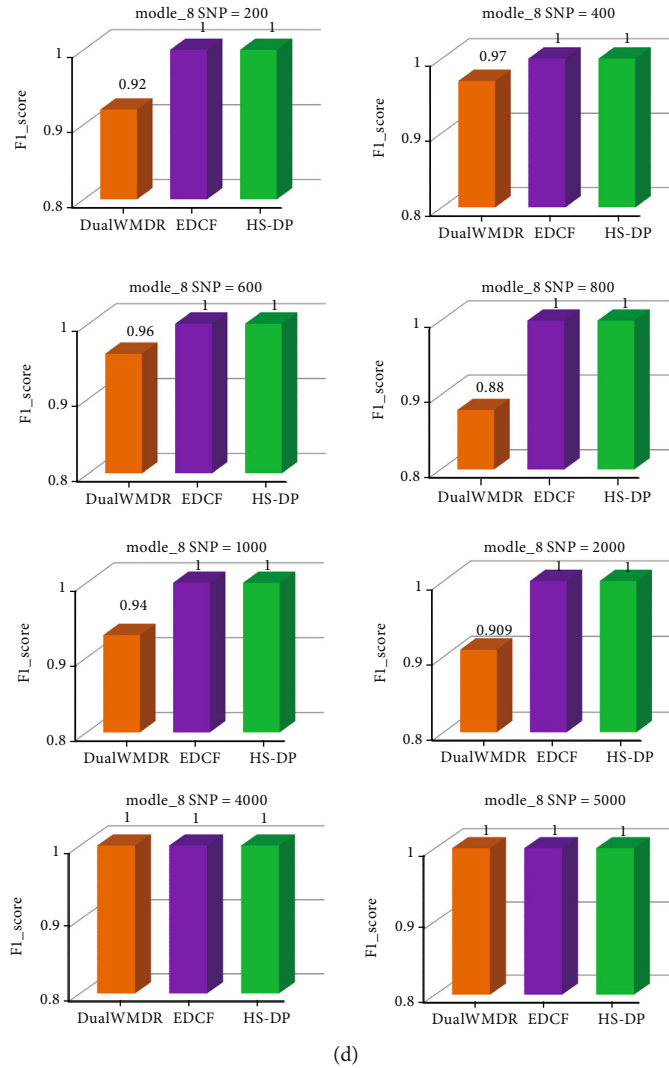 modle_8 SNP = 200
1
0.9
0.8
F1_score
0.92
1
1
DualWMDR EDCF HS-DP
modle_8 SNP = 400
1
0.9
0.8
F1_score
0.97
1
1
DualWMDR EDCF HS-DP
modle_8 SNP = 600
1
0.9
0.8
F1_score
0.96
1
1
DualWMDR EDCF HS-DP
modle_8 SNP = 800
1
0.9
0.8
F1_score
0.88
1
1
DualWMDR EDCF HS-DP
modle_8 SNP = 1000
1
0.9
0.8
F1_score
0.94
1
1
DualWMDR EDCF HS-DP
modle_8 SNP = 2000
1
0.9
0.8
F1_score
0.909
1
1
DualWMDR EDCF HS-DP
modle_8 SNP = 4000
1
0.9
0.8
F1_score
1
1
1
DualWMDR EDCF HS-DP
modle_8 SNP = 5000
1
0.9
0.8
F1_score
1
1
1
DualWMDR EDCF HS-DP
(d)